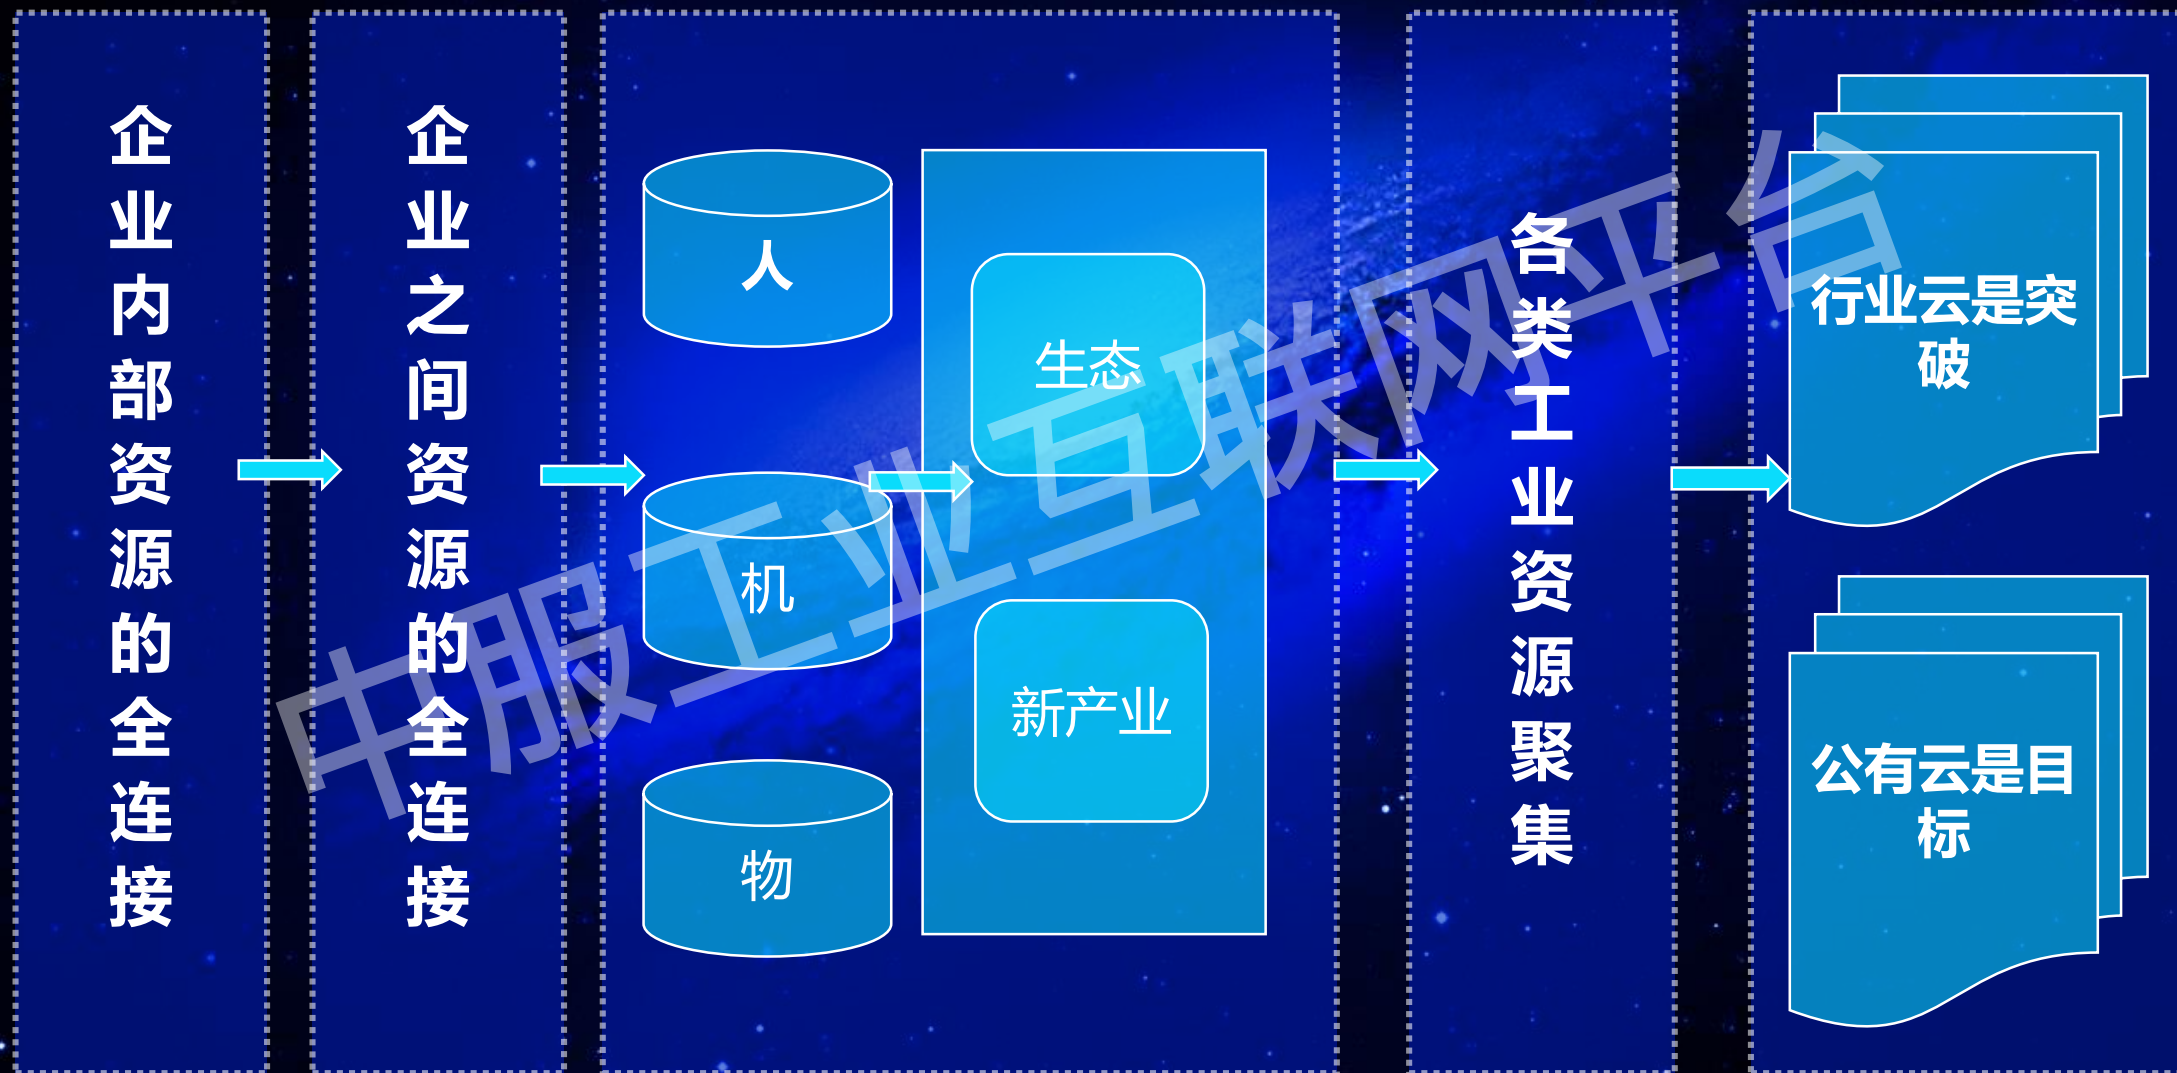 企业内部资源的全连接
企业之间资源的全连接
人
机
物
生态
新产业
各类工业资源聚集
行业云是突
破
公有云是目
标
中服工业互联网平台